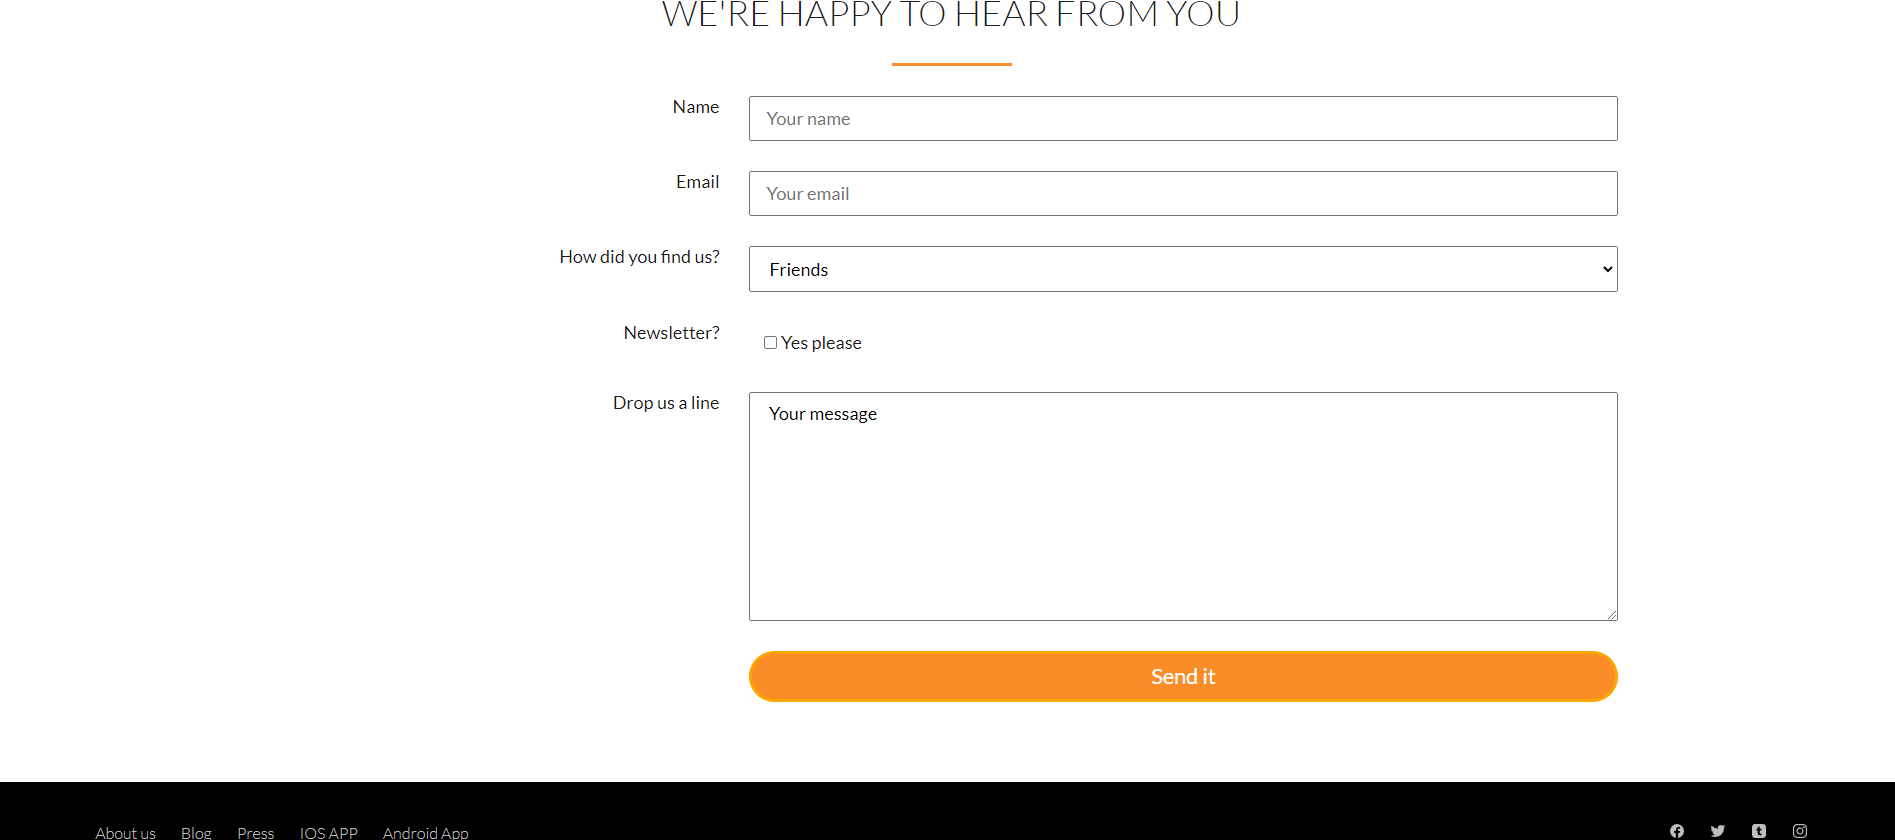 WE'RE HAPPY TO HEAR FROM YOU
Name
Your name
Email
Your email
How did you find us?
Friends
Newsletter?
Yes please
Drop us a line
Your message
Send it
About us Blog Press IOS APP Android App